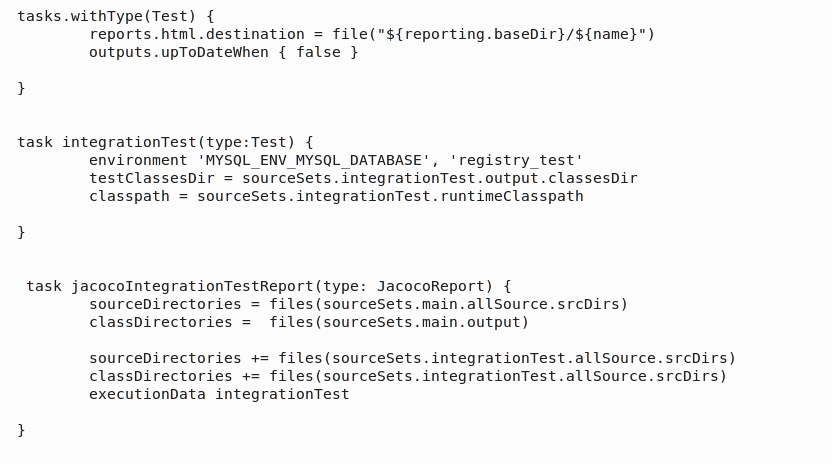 tasks.withType(Test) {
        reports.html.destination = file("${reporting.baseDir}/${name}")
        outputs.upToDateWhen { false }

}

task integrationTest(type:Test) {
        environment 'MYSQL_ENV_MYSQL_DATABASE', 'registry_test'
        testClassesDir = sourceSets.integrationTest.output.classesDir
        classpath = sourceSets.integrationTest.runtimeClasspath

}

 task jacocoIntegrationTestReport(type: JacocoReport) {
        sourceDirectories = files(sourceSets.main.allSource.srcDirs)
        classDirectories =  files(sourceSets.main.output)

        sourceDirectories += files(sourceSets.integrationTest.allSource.srcDirs)
        classDirectories += files(sourceSets.integrationTest.allSource.srcDirs)
        executionData integrationTest

}